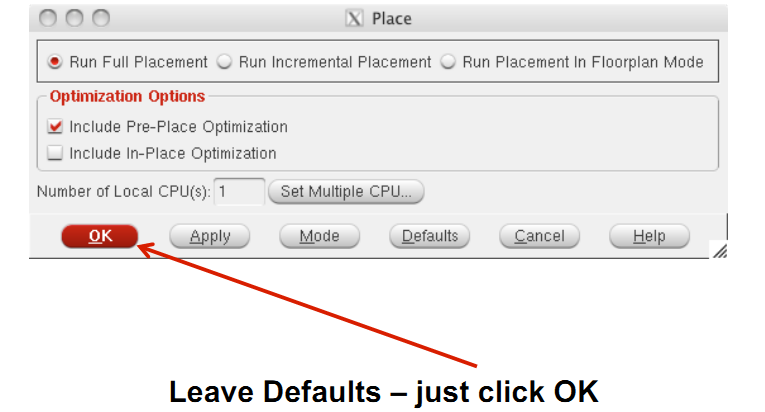 Place
Run Full Placement Run Incremental Placement Run Placement In Floorplan Mode
Optimization Options
Include Pre-Place Optimization
Include In-Place Optimization
Number of Local CPU(s): 1 Set Multiple CPU...
OK Apply Mode Defaults Cancel Help
Leave Defaults – just click OK